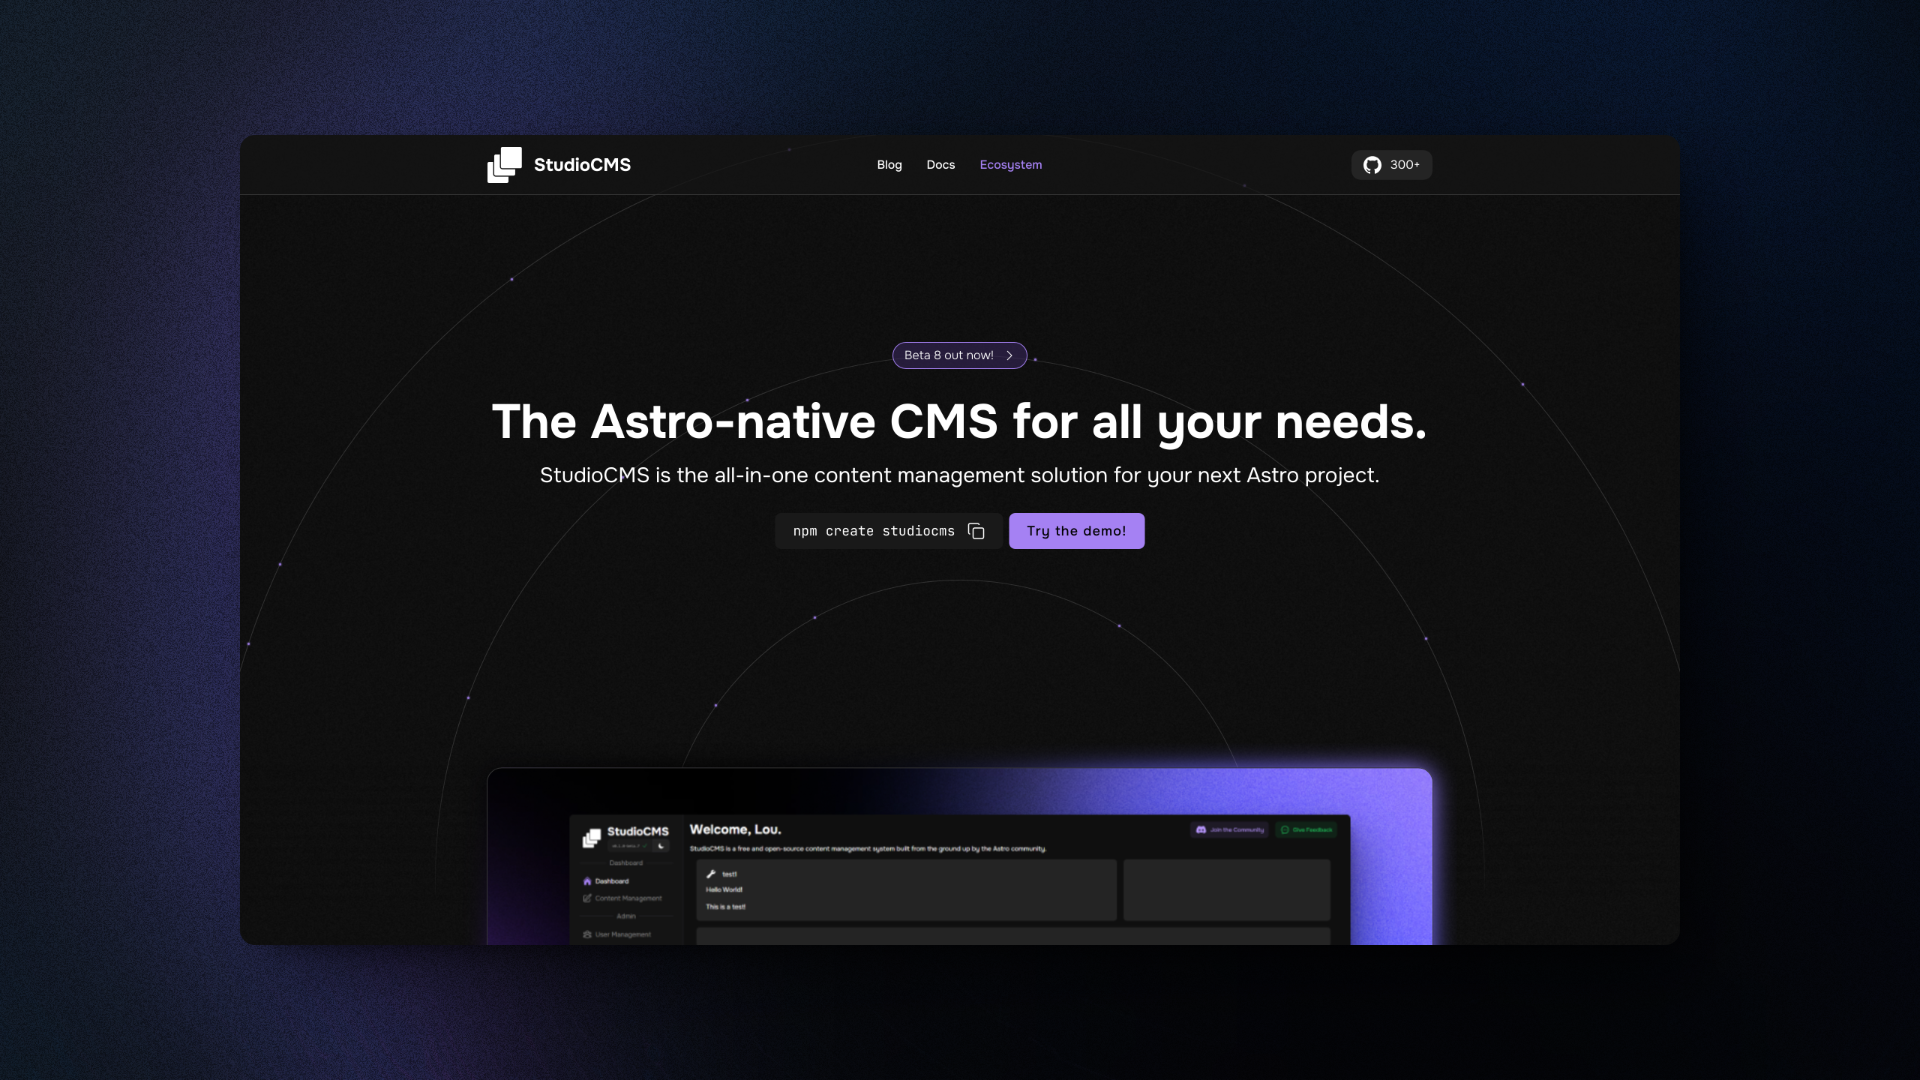 StudioCMS
Blog Docs Ecosystem
300+
Beta 8 out now!
The Astro-native CMS for all your needs.
StudioCMS is the all-in-one content management solution for your next Astro project.
npm create studiocms
Try the demo!
StudioCMS
Welcome, Lou.
Join the Community
Give Feedback
StudioCMS is a free and open-source content management system built from the ground up by the Astro community.
Dashboard
Dashboard
Content Management
Admin
User Management
test!
Hello World!
This is a test!